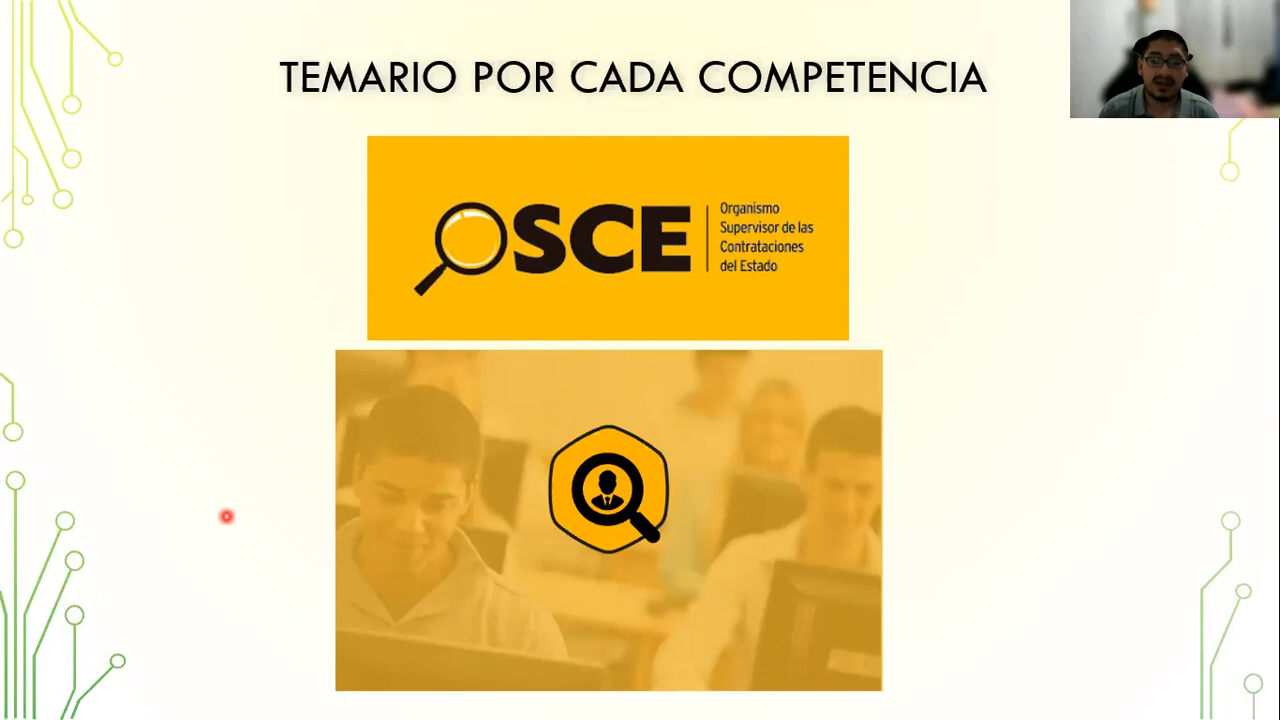 TEMARIO POR CADA COMPETENCIA
OSCE
Organismo
Supervisor de las
Contrataciones
del Estado